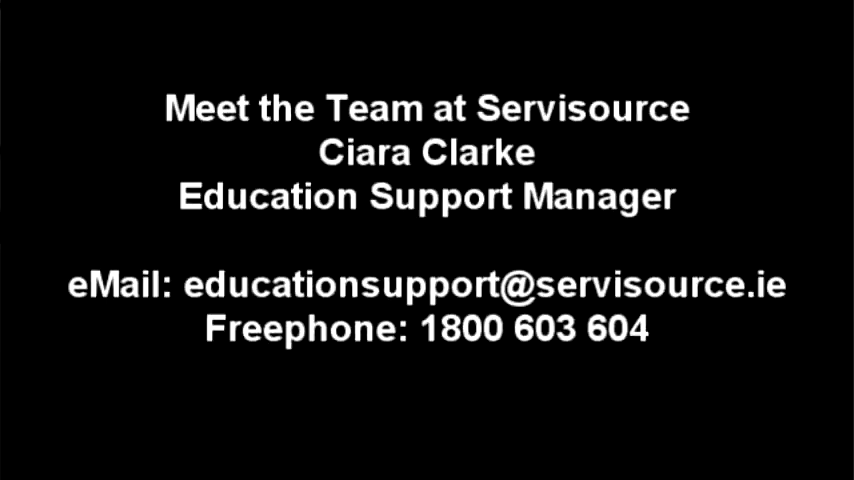 Meet the Team at Servisource
Ciara Clarke
Education Support Manager
eMail: educationsupport@servisource.ie
Freephone: 1800 603 604